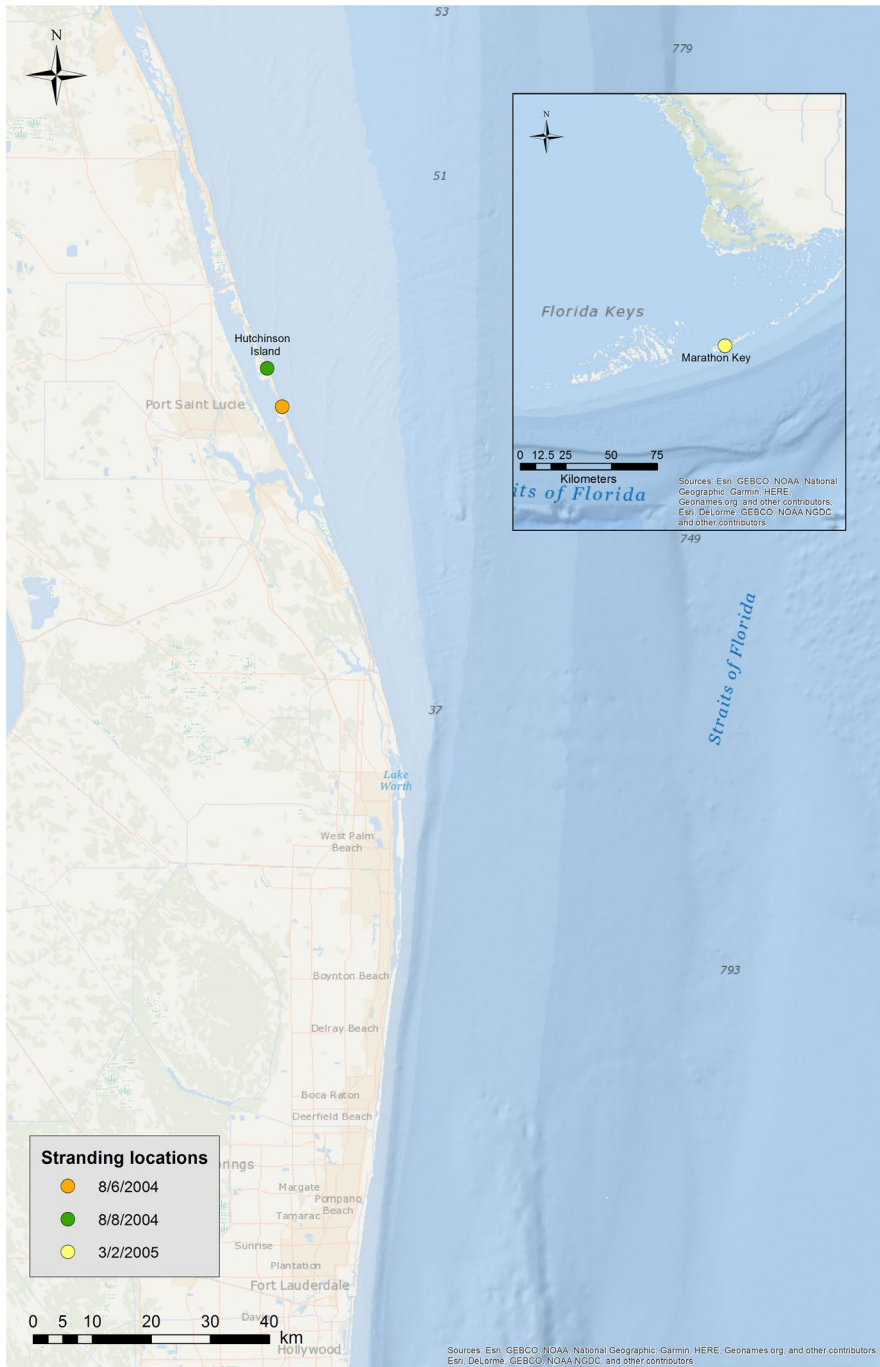 53
N
779
N
51
Florida Keys
Hutchinson
Island
Marathon Key
Port Saint Lucie
0 12.5 25 50 75
Kilometers
its of Florida
Sources: Esri, GEBCO, NOAA, National
Geographic, Garmin, HERE,
Geonames.org, and other contributors,
Esri, DeLorme, GEBCO, NOAA NGDC,
and other contributors
749
Straits of Florida
37
Lake
Worth
West Palm
Beach
793
Boynton Beach
Delray Beach
Boca Raton
Deerfield Beach
Stranding locations
rings
8/6/2004
8/8/2004
3/2/2005
Margate
Pompano
Beach
Tamarac
Sunrise
Plantation
Fort Lauderdale
Davie
Hollywood
0 5 10 20 30 40
km
Sources: Esri, GEBCO, NOAA, National Geographic, Garmin, HERE, Geonames.org, and other contributors
Esri, DeLorme, GEBCO, NOAA NGDC, and other contributors